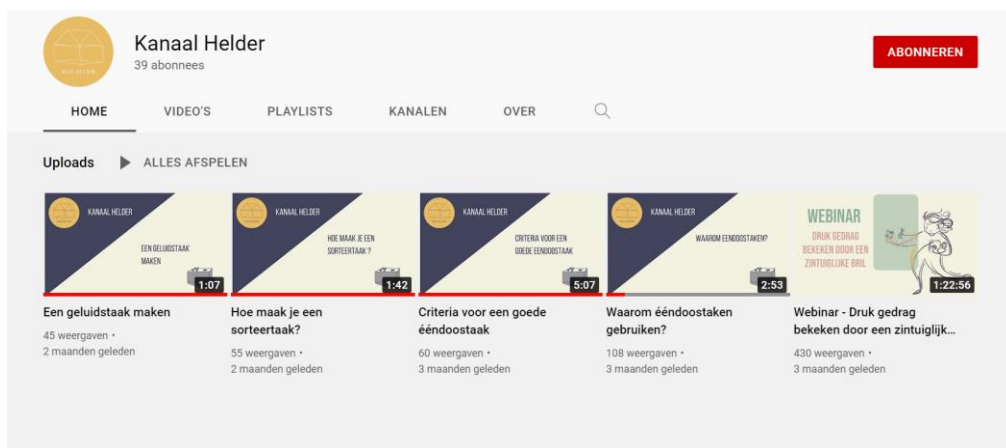 Kanaal Helder
39 abonnees
ABONNEREN
HOME
VIDEO'S
PLAYLISTS
KANALEN
OVER
Uploads
ALLES AFSPELEN
KANAAL HELDER
EEN GELUIDSTAAK
MAKEN
1:07
KANAAL HELDER
HOE MAAK JE EEN
SORTEERTAAK ?
1:42
KANAAL HELDER
CRITERIA VOOR EEN
GOEDE EENDOOSTAAK
5:07
KANAAL HELDER
WAAROM EENDOOSTAKEN?
2:53
WEBINAR
DRUK GEDRAG
BEKEKEN DOOR EEN
ZINTUIGLIJKE BRIL
1:22:56
Een geluidstaak maken
45 weergaven •
2 maanden geleden
Hoe maak je een
sorteertaak?
55 weergaven •
2 maanden geleden
Criteria voor een goede
ééndoostaak
60 weergaven •
3 maanden geleden
Waarom ééndoostaken
gebruiken?
108 weergaven •
3 maanden geleden
Webinar - Druk gedrag
bekeken door een zintuiglijk...
430 weergaven •
3 maanden geleden